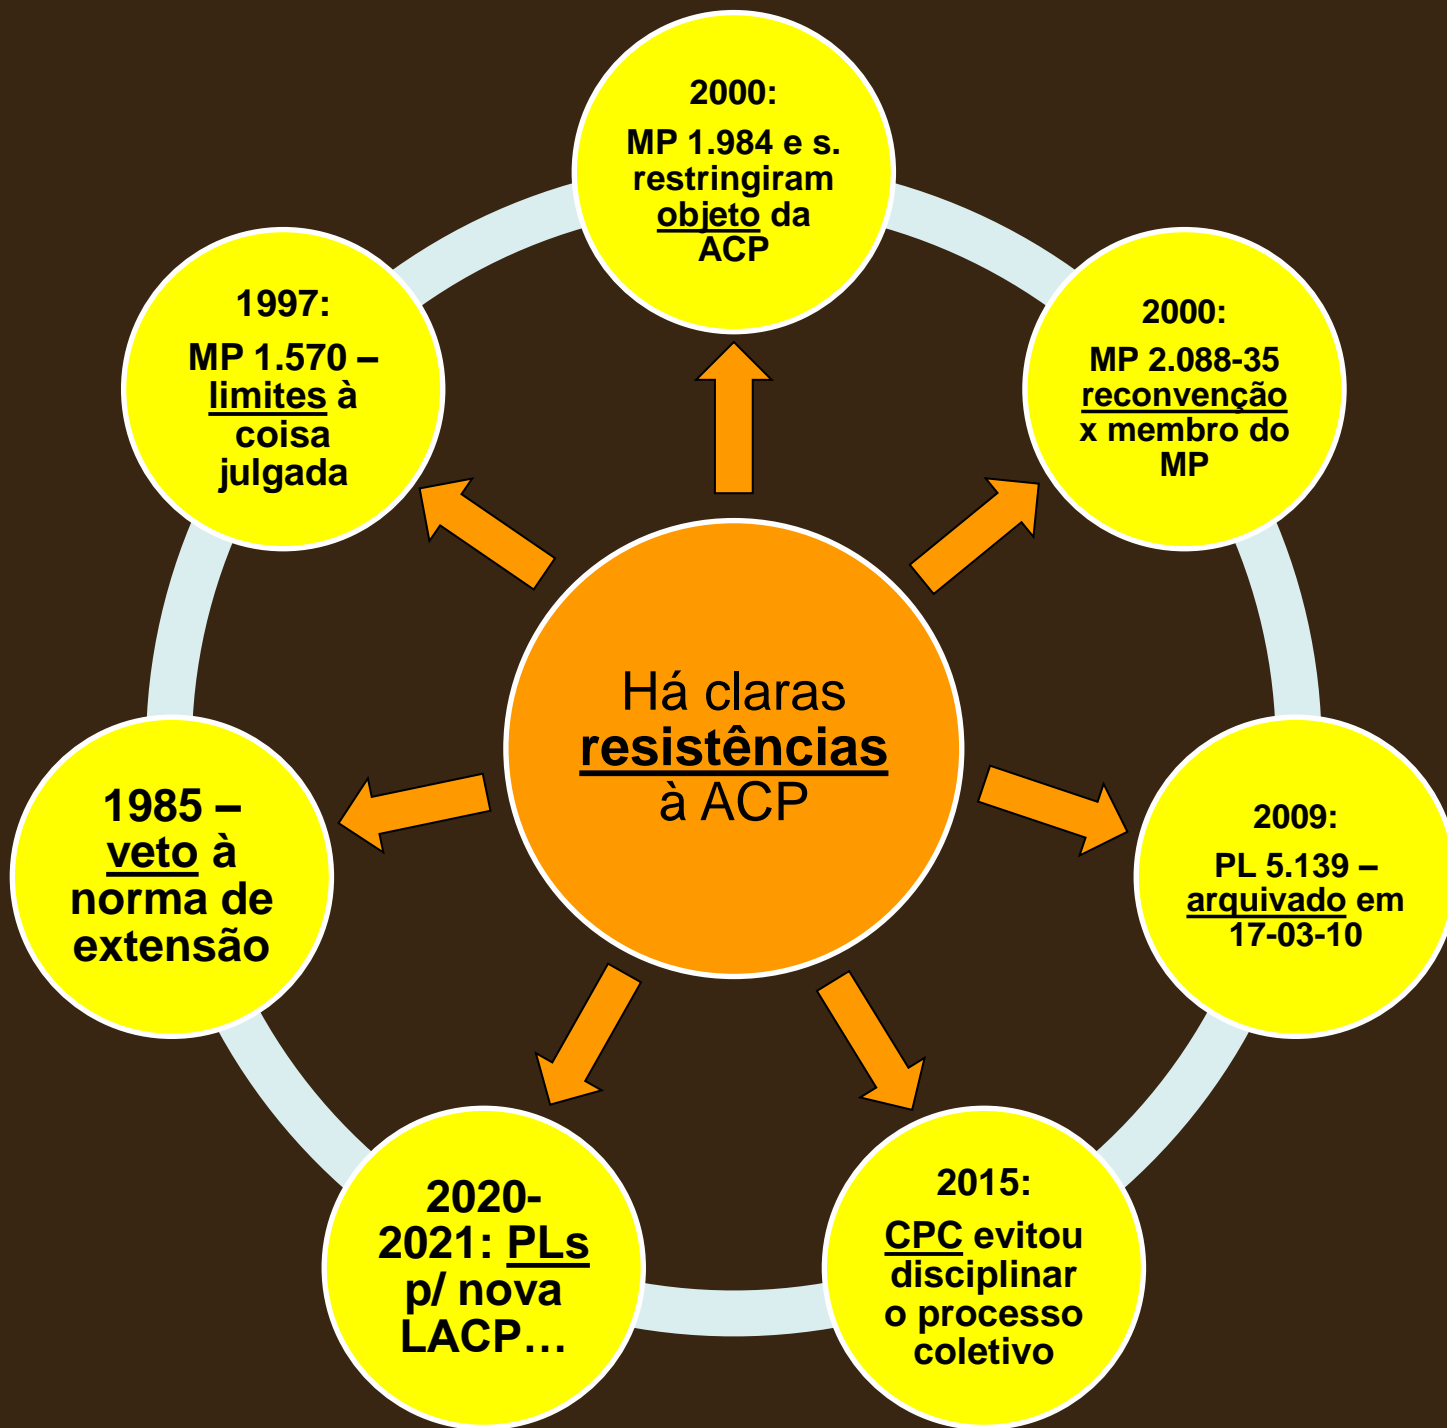 2000:
MP 1.984 e s.
restringiram
objeto da
ACP
2000:
MP 2.088-35
reconvenção
x membro do
MP
2009:
PL 5.139 –
arquivado em
17-03-10
2015:
CPC evitou
disciplinar
o processo
coletivo
2020-
2021: PLs
p/ nova
LACP…
1985 –
veto à
norma de
extensão
1997:
MP 1.570 –
limites à
coisa
julgada
Há claras
resistências
à ACP